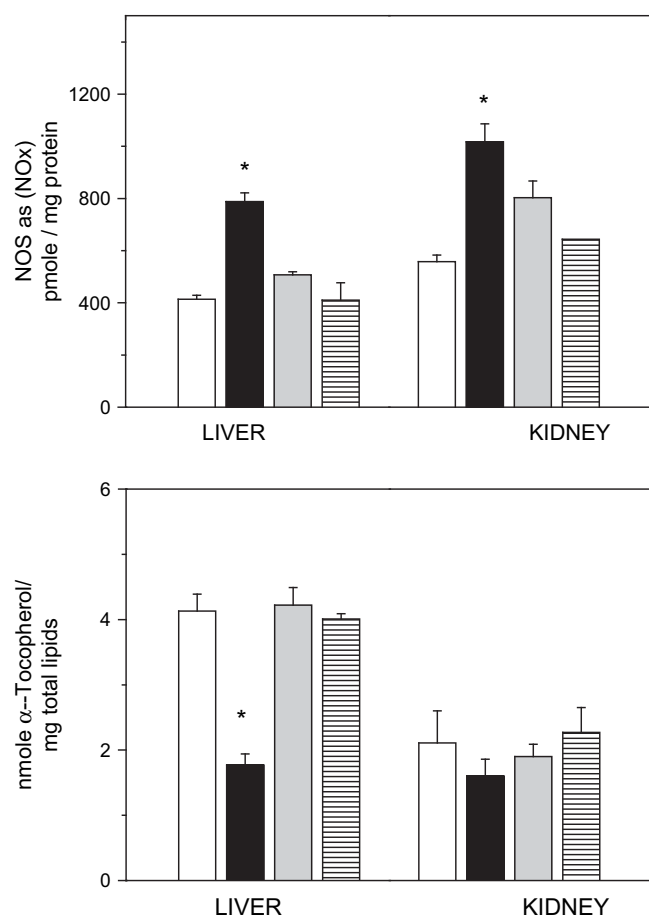 NOS as (NOx)
pmole / mg protein
1200
800
400
0
*
*
LIVER KIDNEY
nmole α--Tocopherol/
mg total lipids
6
4
2
0
*
LIVER KIDNEY